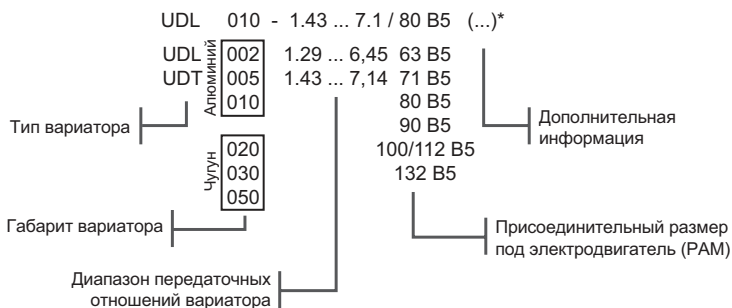 UDL 010 - 1.43 ... 7.1 / 80 B5 (...)*
UDL 002 1.29 ... 6,45 63 B5
UDT 005 1.43 ... 7,14 71 B5
010 80 B5
Алюминий
90 B5
Тип вариатора
Дополнительная
информация
020 100/112 B5
030 132 B5
050
Чугун
Габарит вариатора
Присоединительный размер
под электродвигатель (PAM)
Диапазон передаточных
отношений вариатора